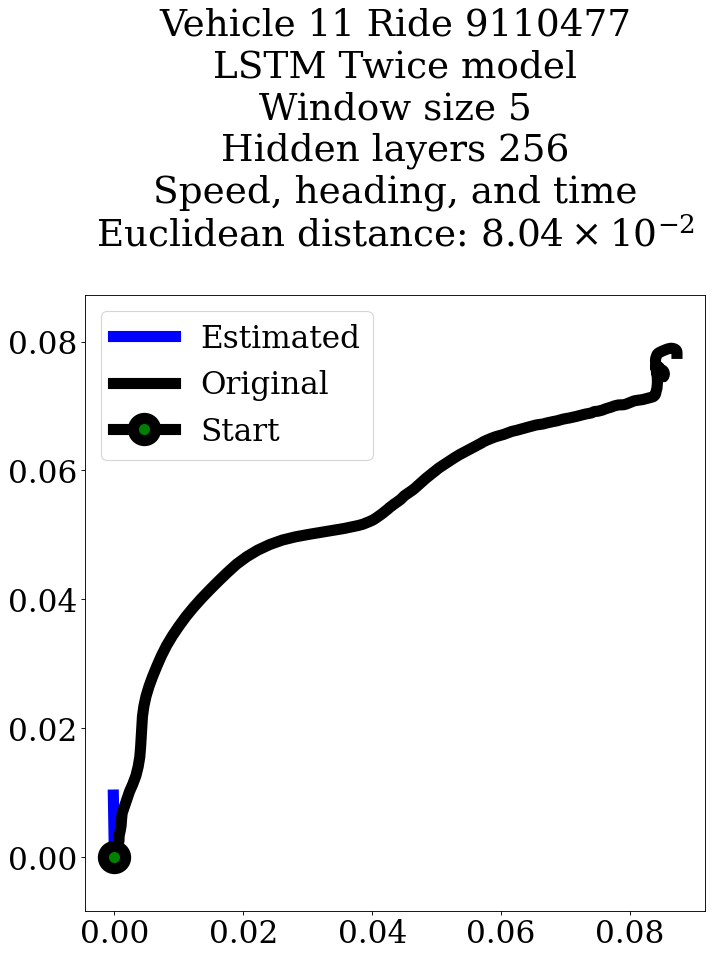 Vehicle 11 Ride 9110477
LSTM Twice model
Window size 5
Hidden layers 256
Speed, heading, and time
Euclidean distance: 8.04 × 10⁻²
Estimated
Original
Start
0.08
0.06
0.04
0.02
0.00
0.00 0.02 0.04 0.06 0.08